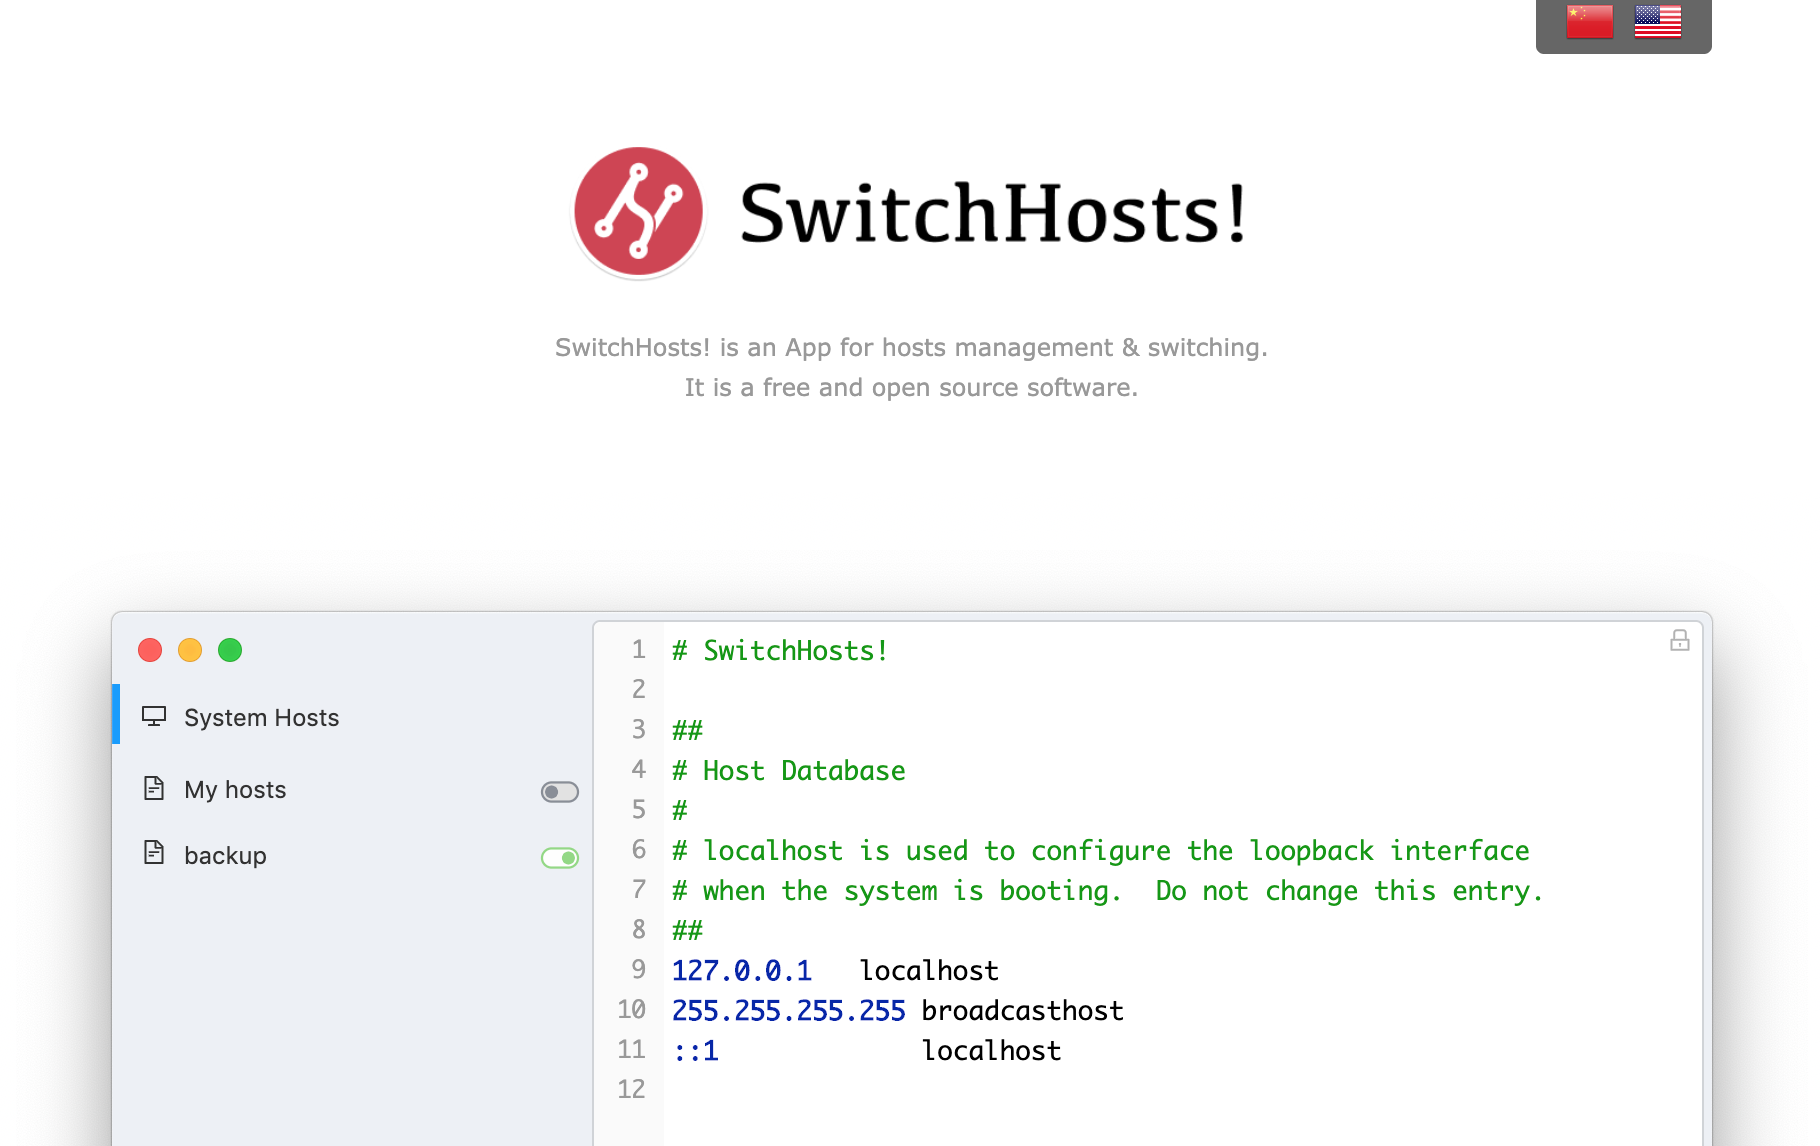 SwitchHosts!
SwitchHosts! is an App for hosts management & switching.
It is a free and open source software.
System Hosts
My hosts
backup
1 # SwitchHosts!
2
3 ##
4 # Host Database
5 #
6 # localhost is used to configure the loopback interface
7 # when the system is booting.  Do not change this entry.
8 ##
9 127.0.0.1   localhost
10 255.255.255.255 broadcasthost
11 ::1             localhost
12